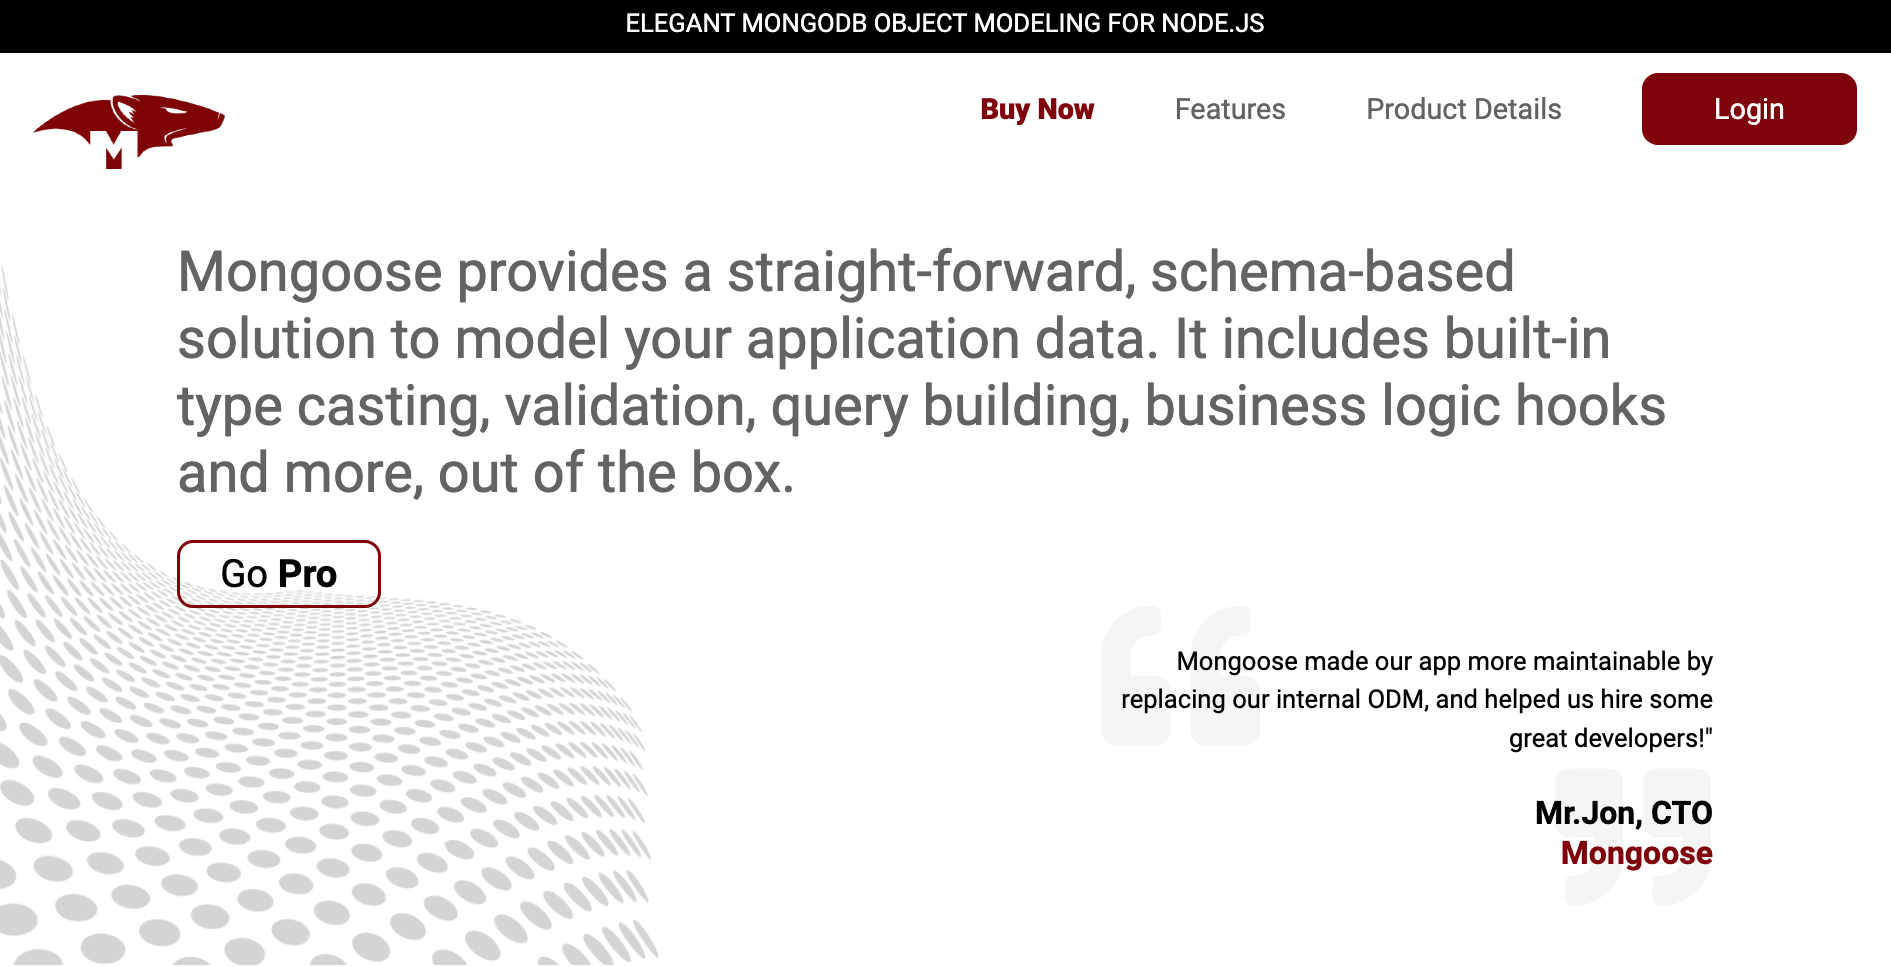 ELEGANT MONGODB OBJECT MODELING FOR NODE.JS
M
Buy Now
Features
Product Details
Login
Mongoose provides a straight-forward, schema-based
solution to model your application data. It includes built-in
type casting, validation, query building, business logic hooks
and more, out of the box.
Go Pro
“
Mongoose made our app more maintainable by
replacing our internal ODM, and helped us hire some
great developers!"
”
Mr.Jon, CTO
Mongoose